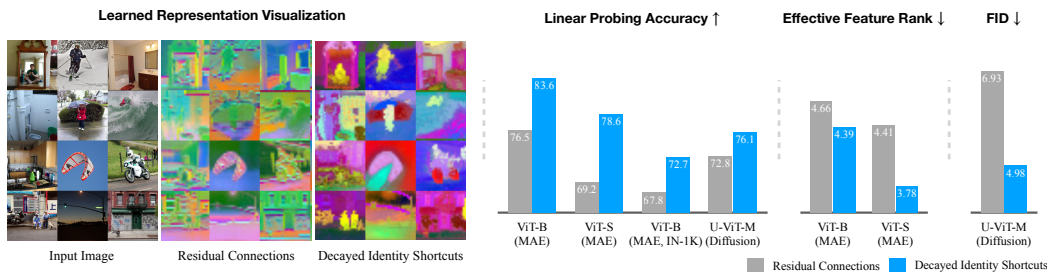 Learned Representation Visualization
Linear Probing Accuracy ↑
Effective Feature Rank ↓
FID ↓
76.5
83.6
69.2
78.6
67.8
72.7
72.8
76.1
4.66
4.39
4.41
3.78
6.93
4.98
ViT-B
(MAE)
ViT-S
(MAE)
ViT-B
(MAE, IN-1K)
U-ViT-M
(Diffusion)
ViT-B
(MAE)
ViT-S
(MAE)
U-ViT-M
(Diffusion)
Input Image
Residual Connections
Decayed Identity Shortcuts
Residual Connections
Decayed Identity Shortcuts